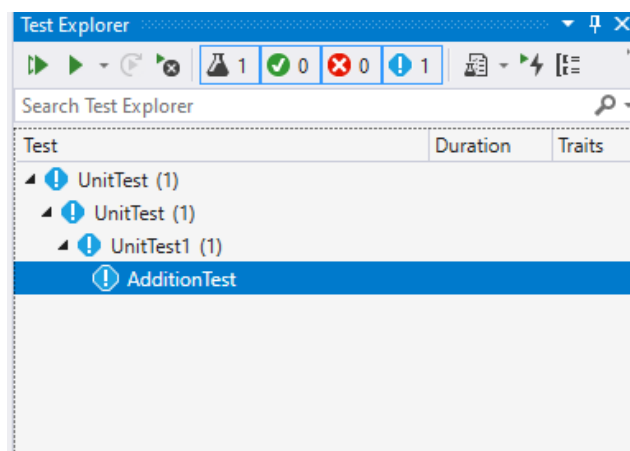 Test Explorer
1 0 0 1
Search Test Explorer
Test Duration Traits
UnitTest (1)
UnitTest (1)
UnitTest1 (1)
AdditionTest